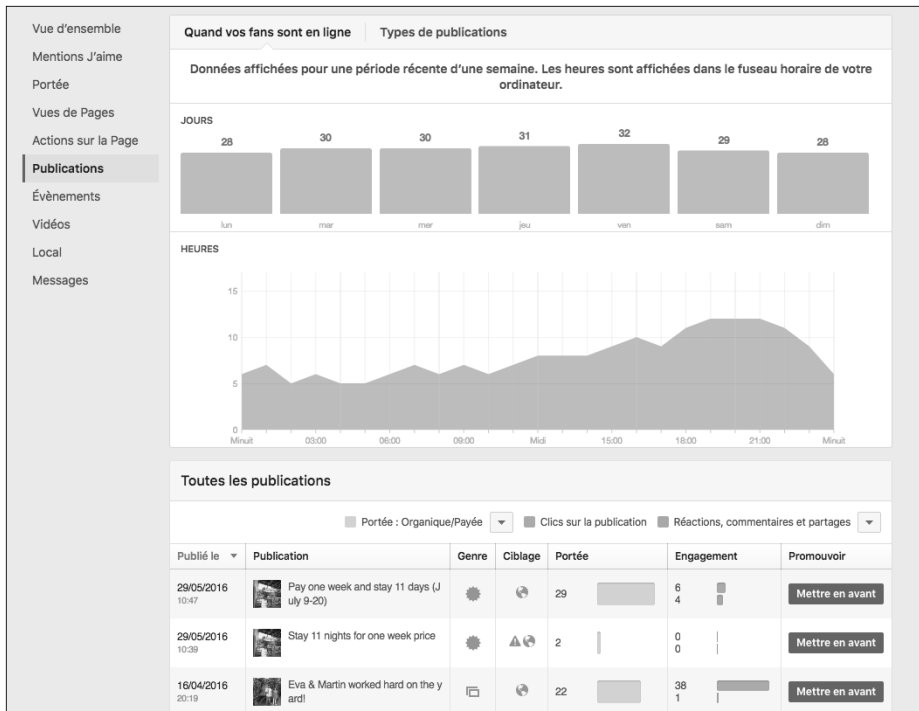 Vue d'ensemble
Mentions J'aime
Portée
Vues de Pages
Actions sur la Page
Publications
Évènements
Vidéos
Local
Messages
Quand vos fans sont en ligne Types de publications
Données affichées pour une période récente d'une semaine. Les heures sont affichées dans le fuseau horaire de votre
ordinateur.
JOURS
28 30 30 31 32 29 28
lun mar mer jeu ven sam dim
HEURES
15
10
5
0
Minuit 03:00 06:00 09:00 Midi 15:00 18:00 21:00 Minuit
Toutes les publications
Portée : Organique/Payée Clics sur la publication Réactions, commentaires et partages
Publié le Publication Genre Ciblage Portée Engagement Promouvoir
29/05/2016
10:47
Pay one week and stay 11 days (J
uly 9-20)
29
6
4
Mettre en avant
29/05/2016
10:39
Stay 11 nights for one week price
2
0
0
Mettre en avant
16/04/2016
20:19
Eva & Martin worked hard on the y
ard!
22
38
1
Mettre en avant